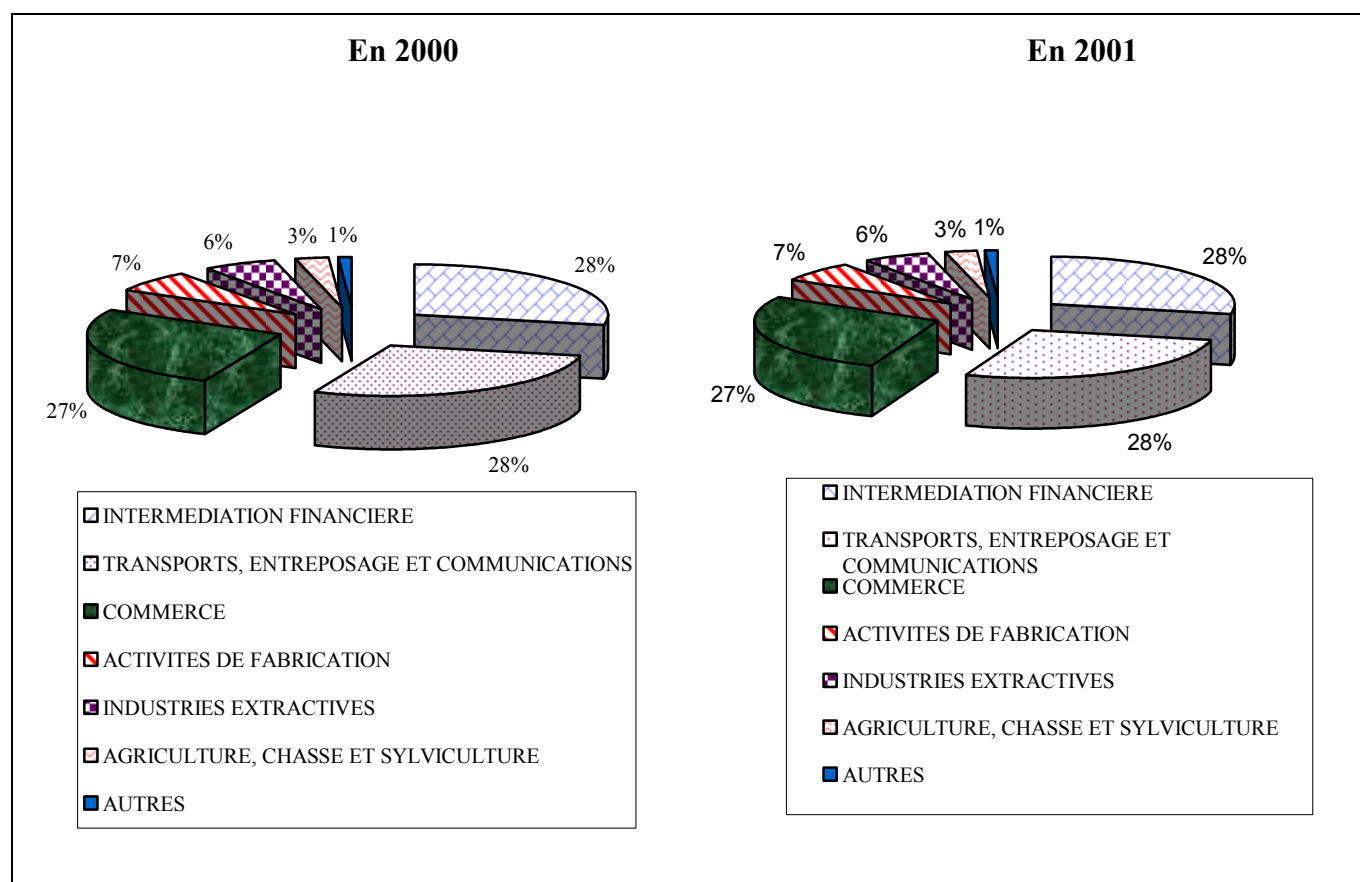 En 2000
6%
3%
1%
7%
28%
27%
28%
INTERMEDIATION FINANCIERE
TRANSPORTS, ENTREPOSAGE ET COMMUNICATIONS
COMMERCE
ACTIVITES DE FABRICATION
INDUSTRIES EXTRACTIVES
AGRICULTURE, CHASSE ET SYLVICULTURE
AUTRES
En 2001
6%
3%
1%
7%
28%
27%
28%
INTERMEDIATION FINANCIERE
TRANSPORTS, ENTREPOSAGE ET
COMMUNICATIONS
COMMERCE
ACTIVITES DE FABRICATION
INDUSTRIES EXTRACTIVES
AGRICULTURE, CHASSE ET SYLVICULTURE
AUTRES